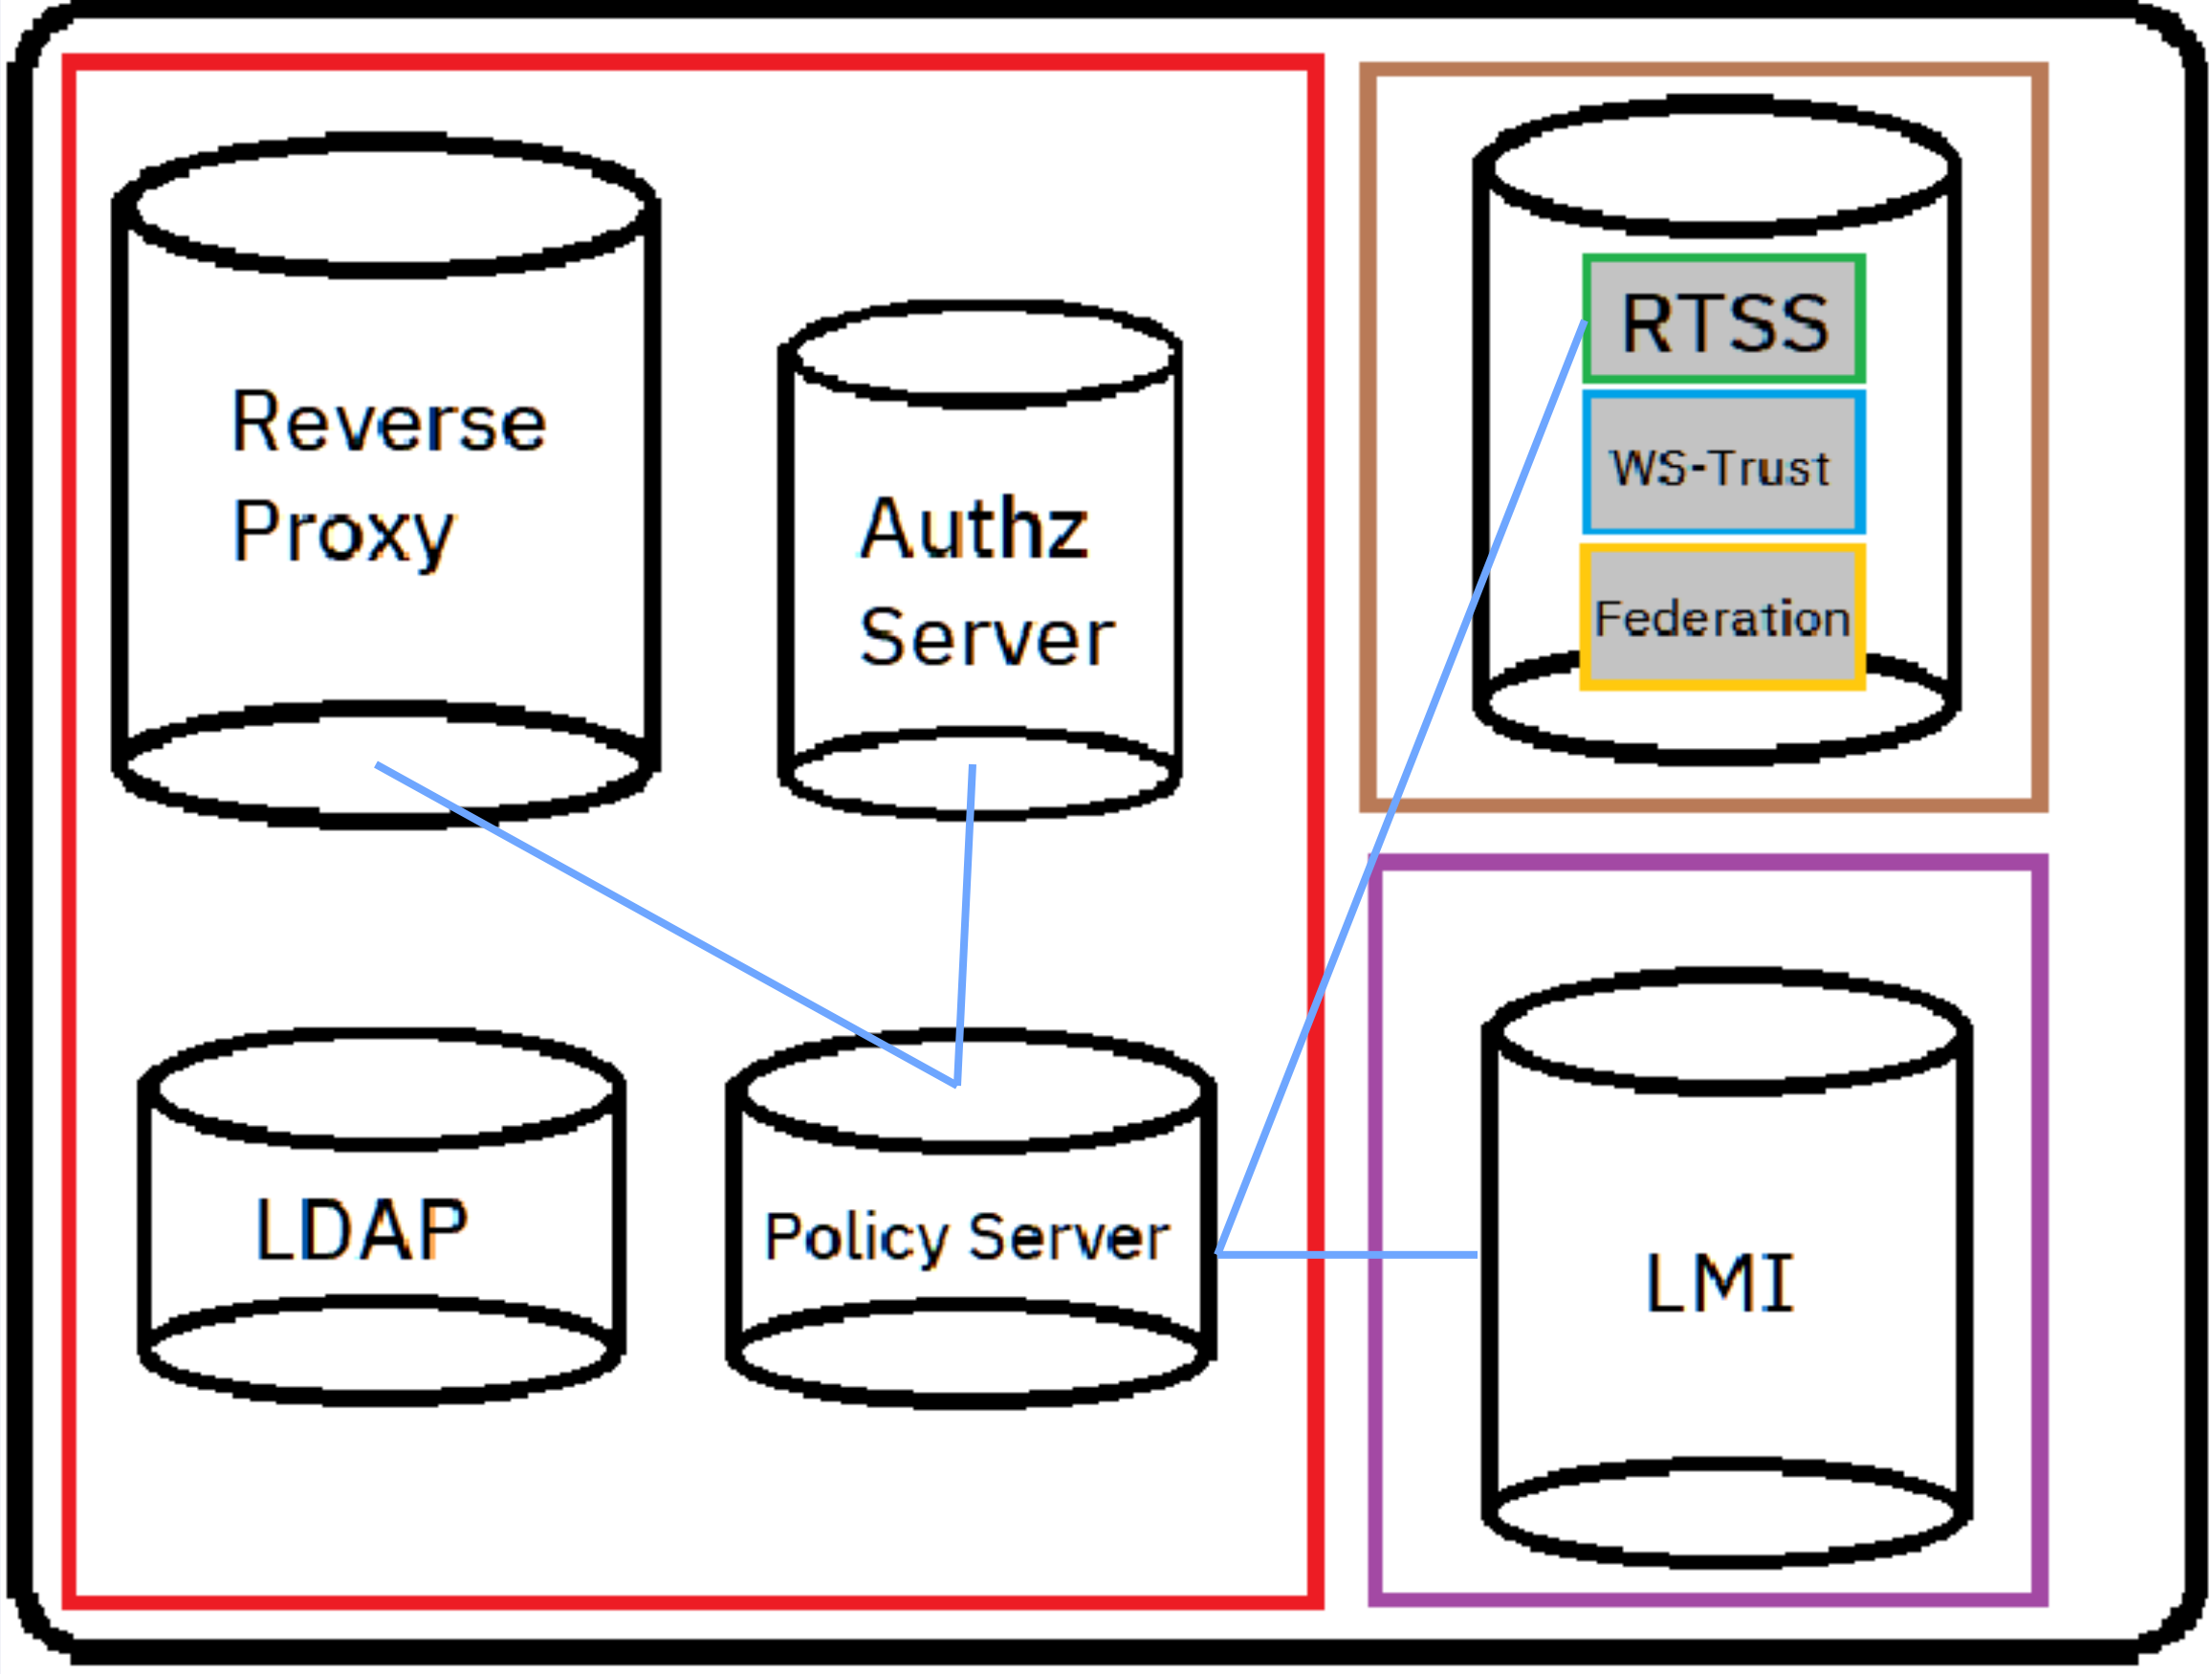 Reverse
Proxy
Authz
Server
LDAP
Policy Server
RTSS
WS-Trust
Federation
LMI